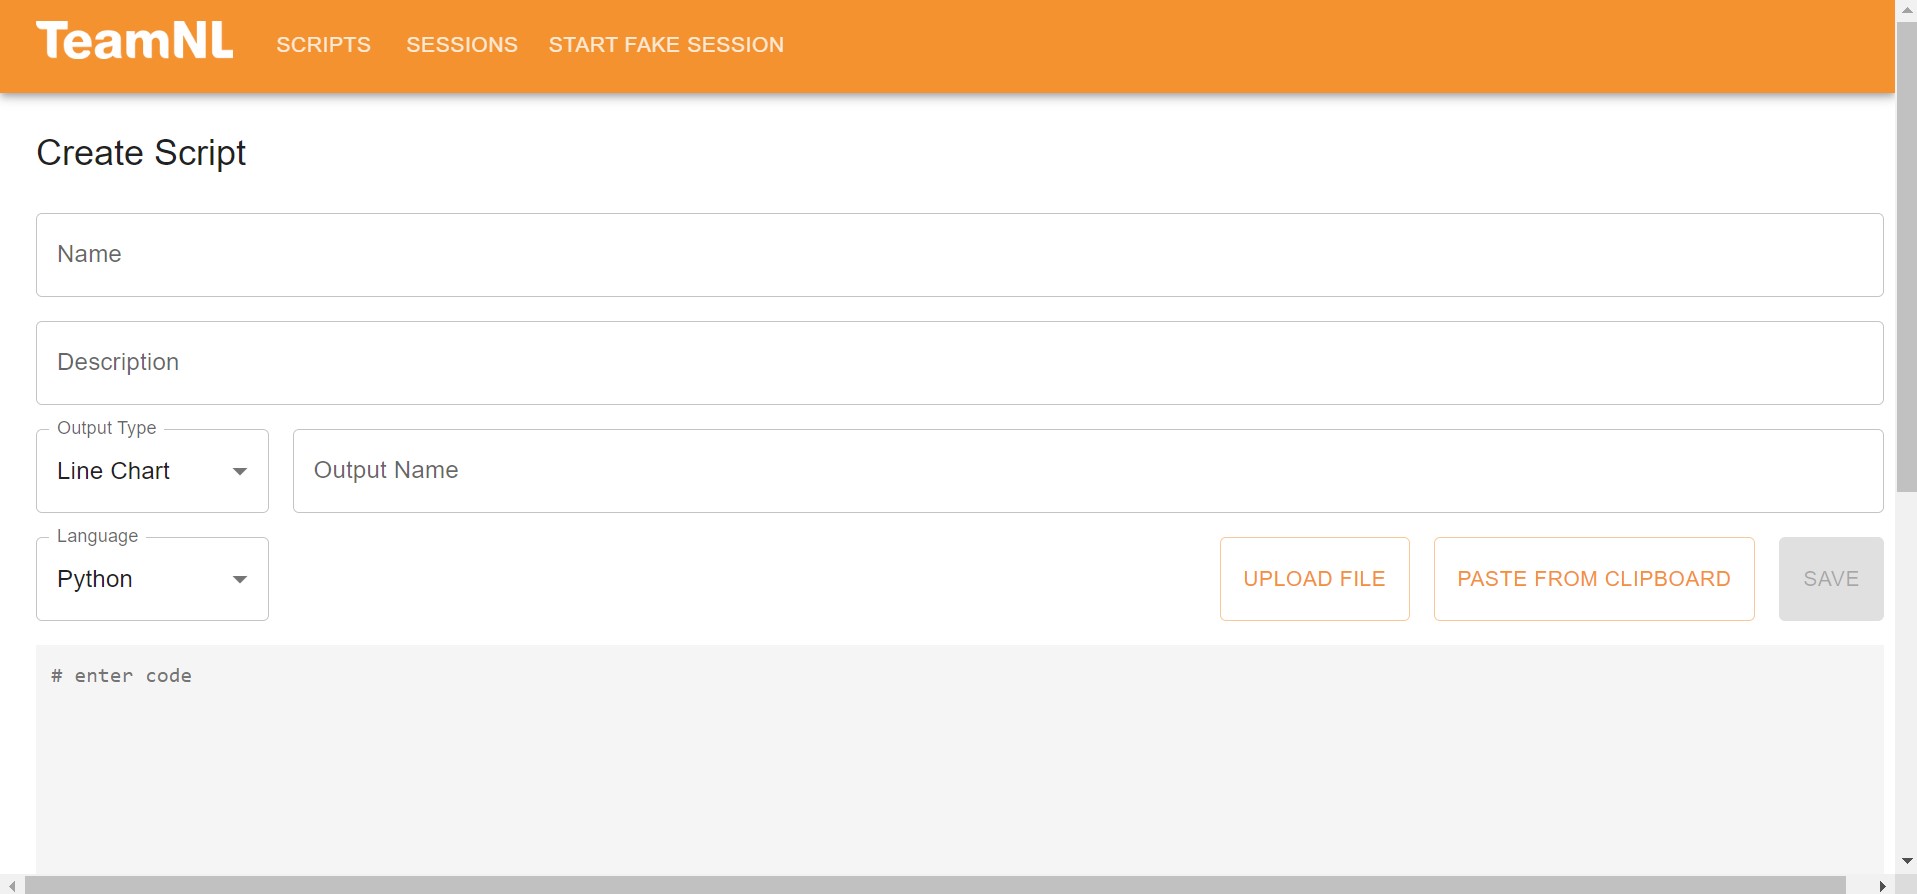 TeamNL SCRIPTS SESSIONS START FAKE SESSION
Create Script
Name
Description
Output Type
Line Chart
Output Name
Language
Python
UPLOAD FILE PASTE FROM CLIPBOARD SAVE
# enter code